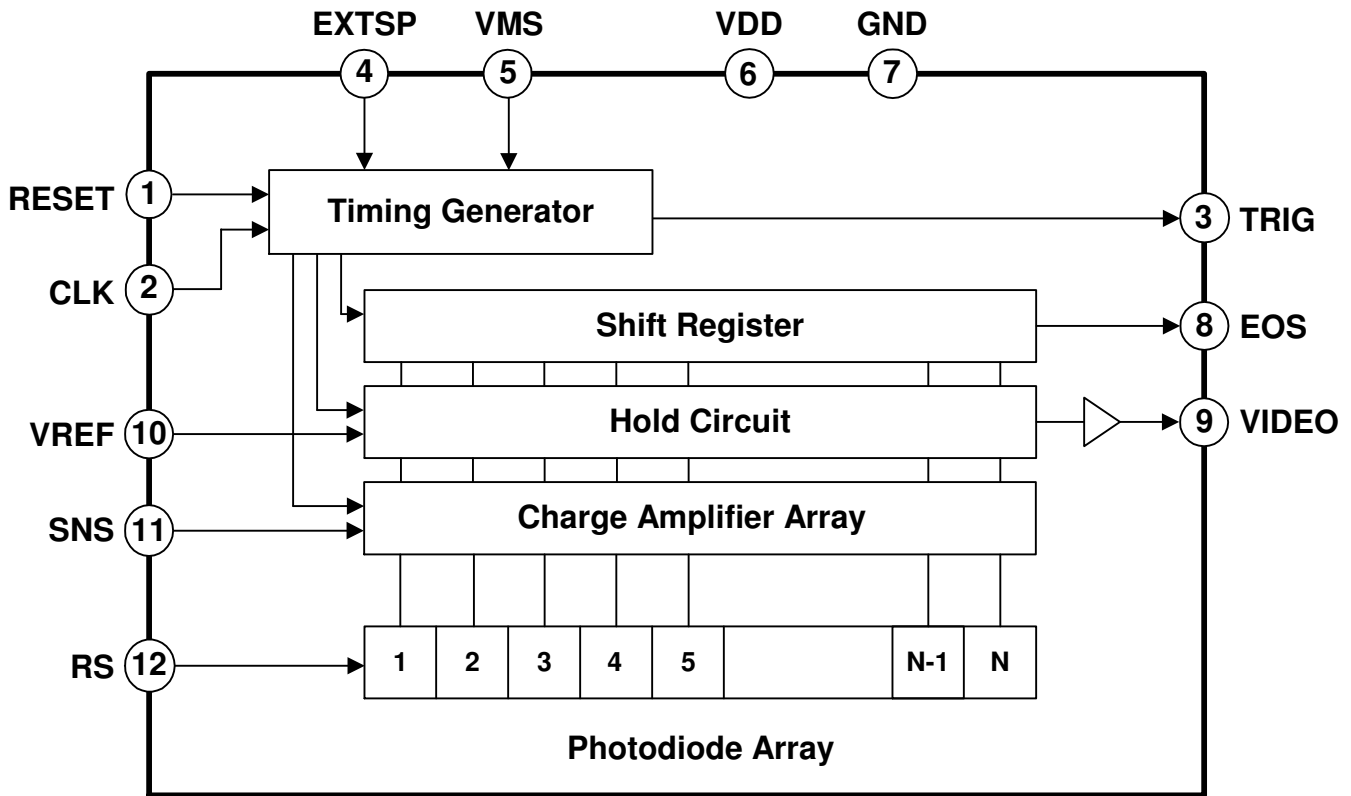 EXTSP VMS VDD GND
4 5 6 7
RESET 1
Timing Generator
3 TRIG
CLK 2
Shift Register
8 EOS
VREF 10
Hold Circuit
9 VIDEO
SNS 11
Charge Amplifier Array
RS 12
1 2 3 4 5 N-1 N
Photodiode Array